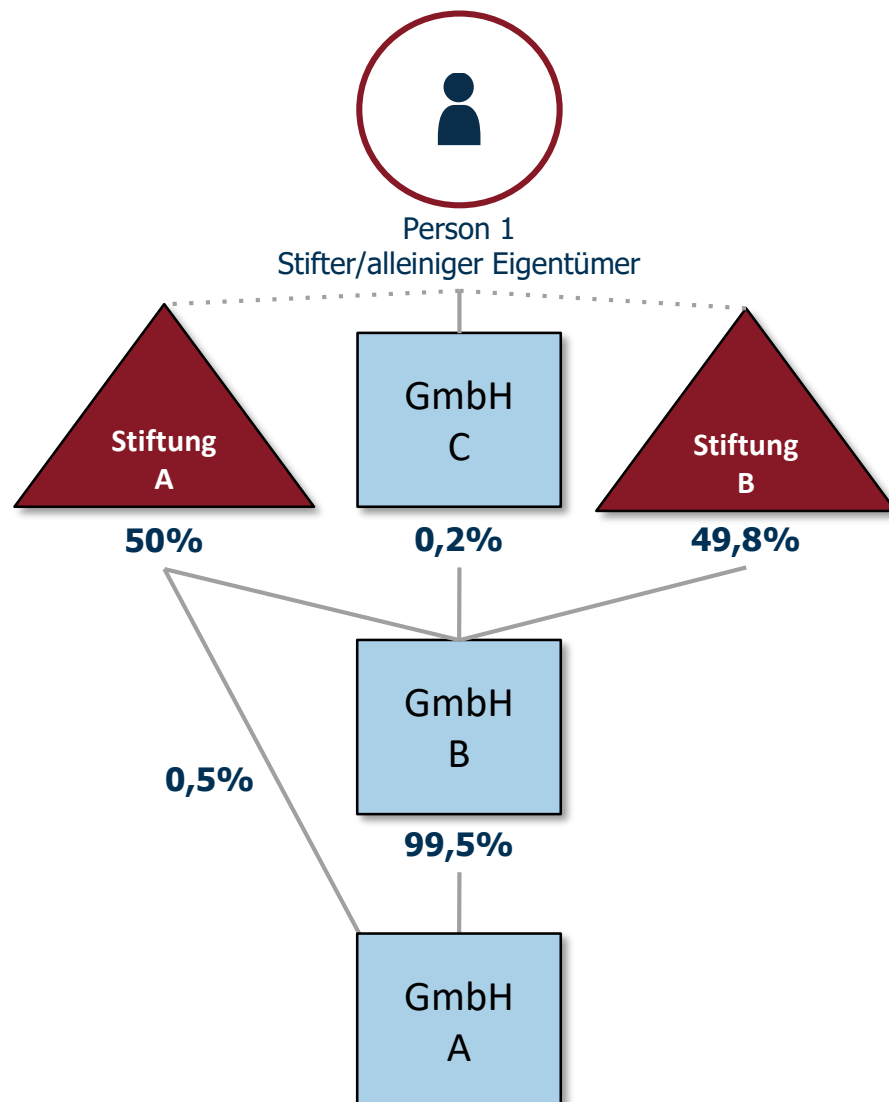 Person 1
Stifter/alleiniger Eigentümer
Stiftung
A
GmbH
C
Stiftung
B
50%
0,2%
49,8%
GmbH
B
0,5%
99,5%
GmbH
A